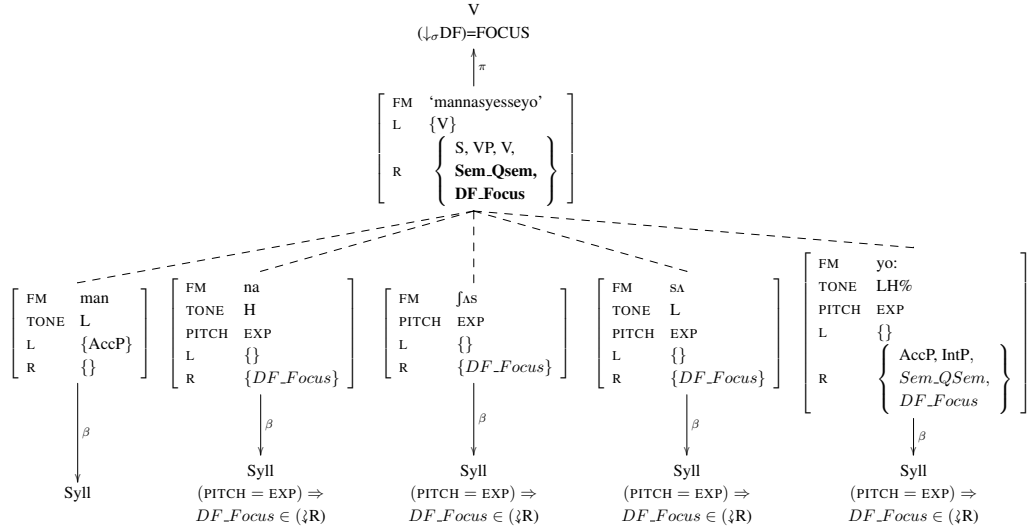 V
(↓σDF)=FOCUS
π
FM ‘mannasyesseyo’
L {V}
R { S, VP, V,
Sem_Qsem,
DF_Focus }
FM man
TONE L
L {AccP}
R {}
FM na
TONE H
PITCH EXP
L {}
R {DF_Focus}
FM ʃʌs
PITCH EXP
L {}
R {DF_Focus}
FM sʌ
TONE L
PITCH EXP
L {}
R {DF_Focus}
FM yo:
TONE LH%
PITCH EXP
L {}
R { AccP, IntP,
Sem_QSem,
DF_Focus }
β β β β β
Syll
Syll
(PITCH = EXP) ⇒
DF_Focus ∈ (⤈R)
Syll
(PITCH = EXP) ⇒
DF_Focus ∈ (⤈R)
Syll
(PITCH = EXP) ⇒
DF_Focus ∈ (⤈R)
Syll
(PITCH = EXP) ⇒
DF_Focus ∈ (⤈R)